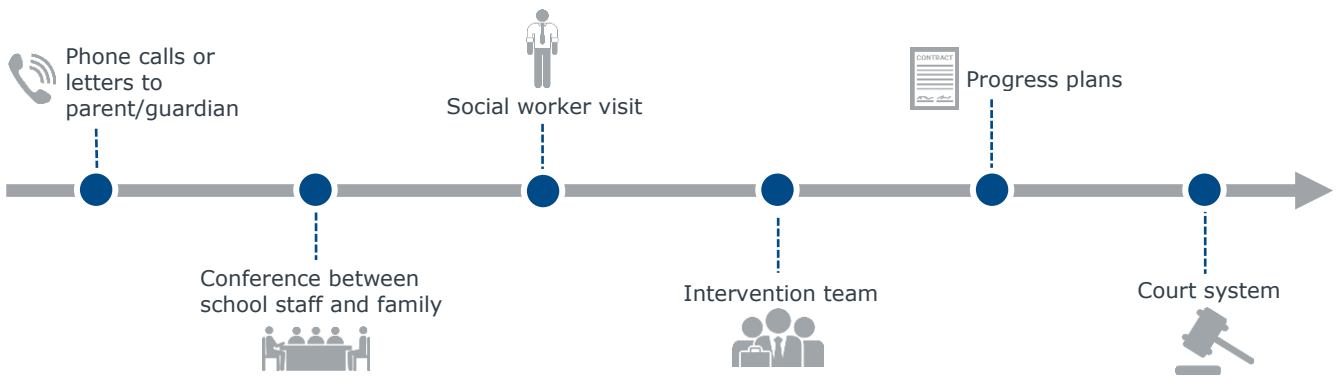 Phone calls or
letters to
parent/guardian
Conference between
school staff and family
Social worker visit
Intervention team
CONTRACT
Progress plans
Court system